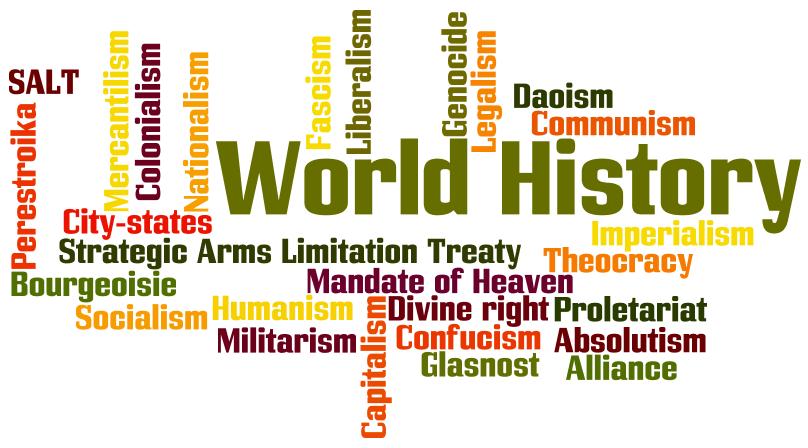 SALT
Perestroika
Mercantilism
Colonialism
Nationalism
Fascism
Liberalism
Genocide
Legalism
Daoism
Communism
World History
City-states
Imperialism
Strategic Arms Limitation Treaty
Theocracy
Bourgeoisie
Mandate of Heaven
Socialism
Humanism
Capitalism
Divine right
Proletariat
Militarism
Confucism
Absolutism
Glasnost
Alliance